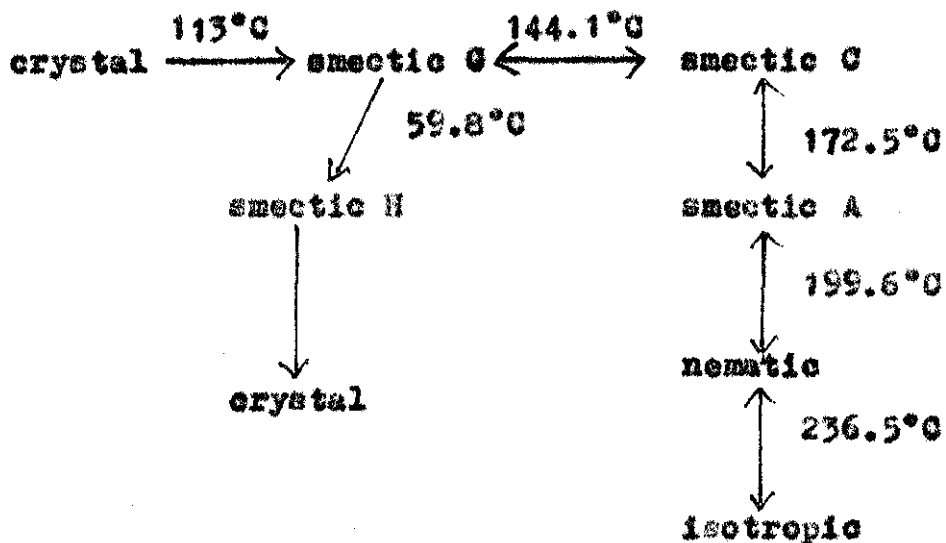 113°C 144.1°C
crystal smectic G smectic C
59.8°C 172.5°C
smectic H smectic A
199.6°C
nematic
crystal
236.5°C
isotropic